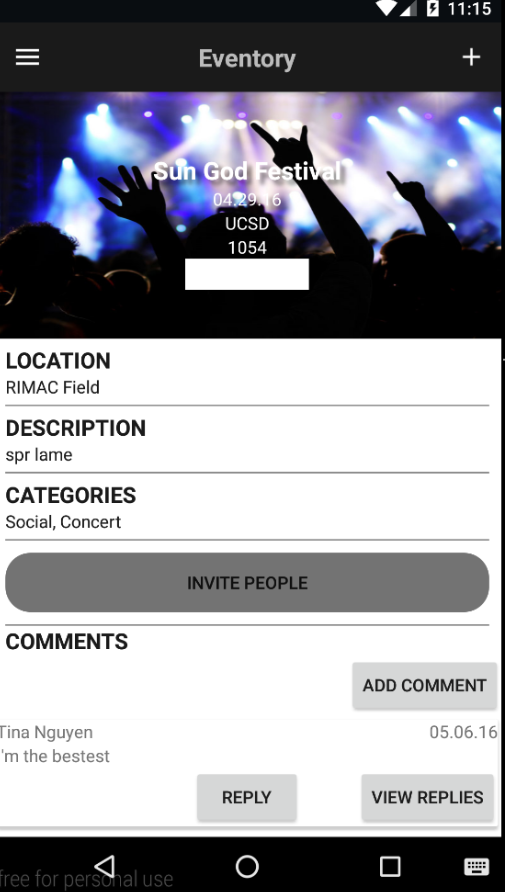 11:15
Eventory
Sun God Festival
04.29.16
UCSD
1054
LOCATION
RIMAC Field
DESCRIPTION
spr lame
CATEGORIES
Social, Concert
INVITE PEOPLE
COMMENTS
ADD COMMENT
Tina Nguyen 05.06.16
'm the bestest
REPLY VIEW REPLIES
free for personal use